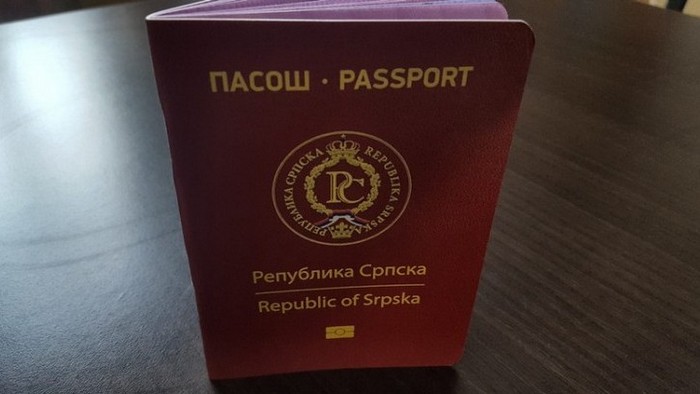 ПАСОШ · PASSPORT
РЕПУБЛИКА СРПСКА REPUBLIKA SRPSKA
РС
Република Српска
Republic of Srpska